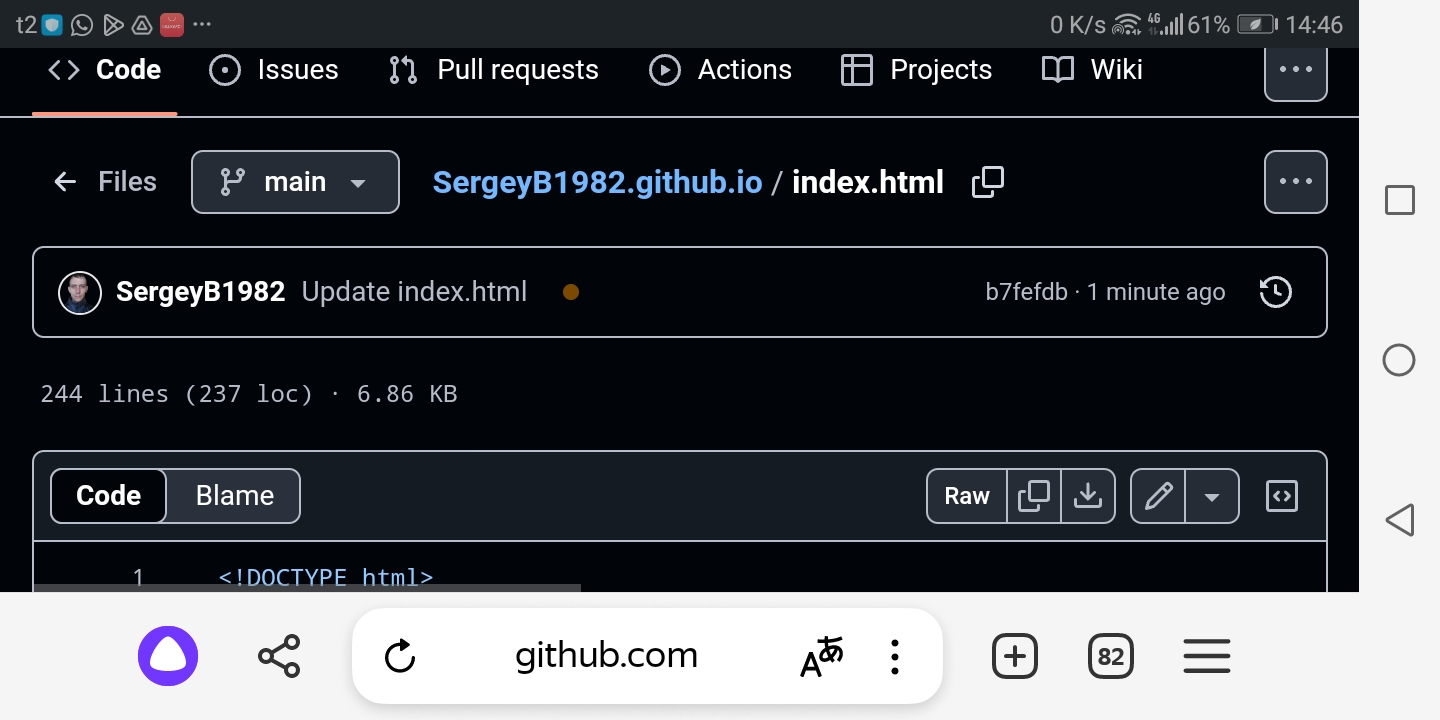 t2 ... 0 K/s 4G 61% 14:46
Code Issues Pull requests Actions Projects Wiki
Files main SergeyB1982.github.io / index.html
SergeyB1982 Update index.html b7fefdb · 1 minute ago
244 lines (237 loc) · 6.86 KB
Code Blame Raw
1 <!DOCTYPE html>
github.com Aあ 82